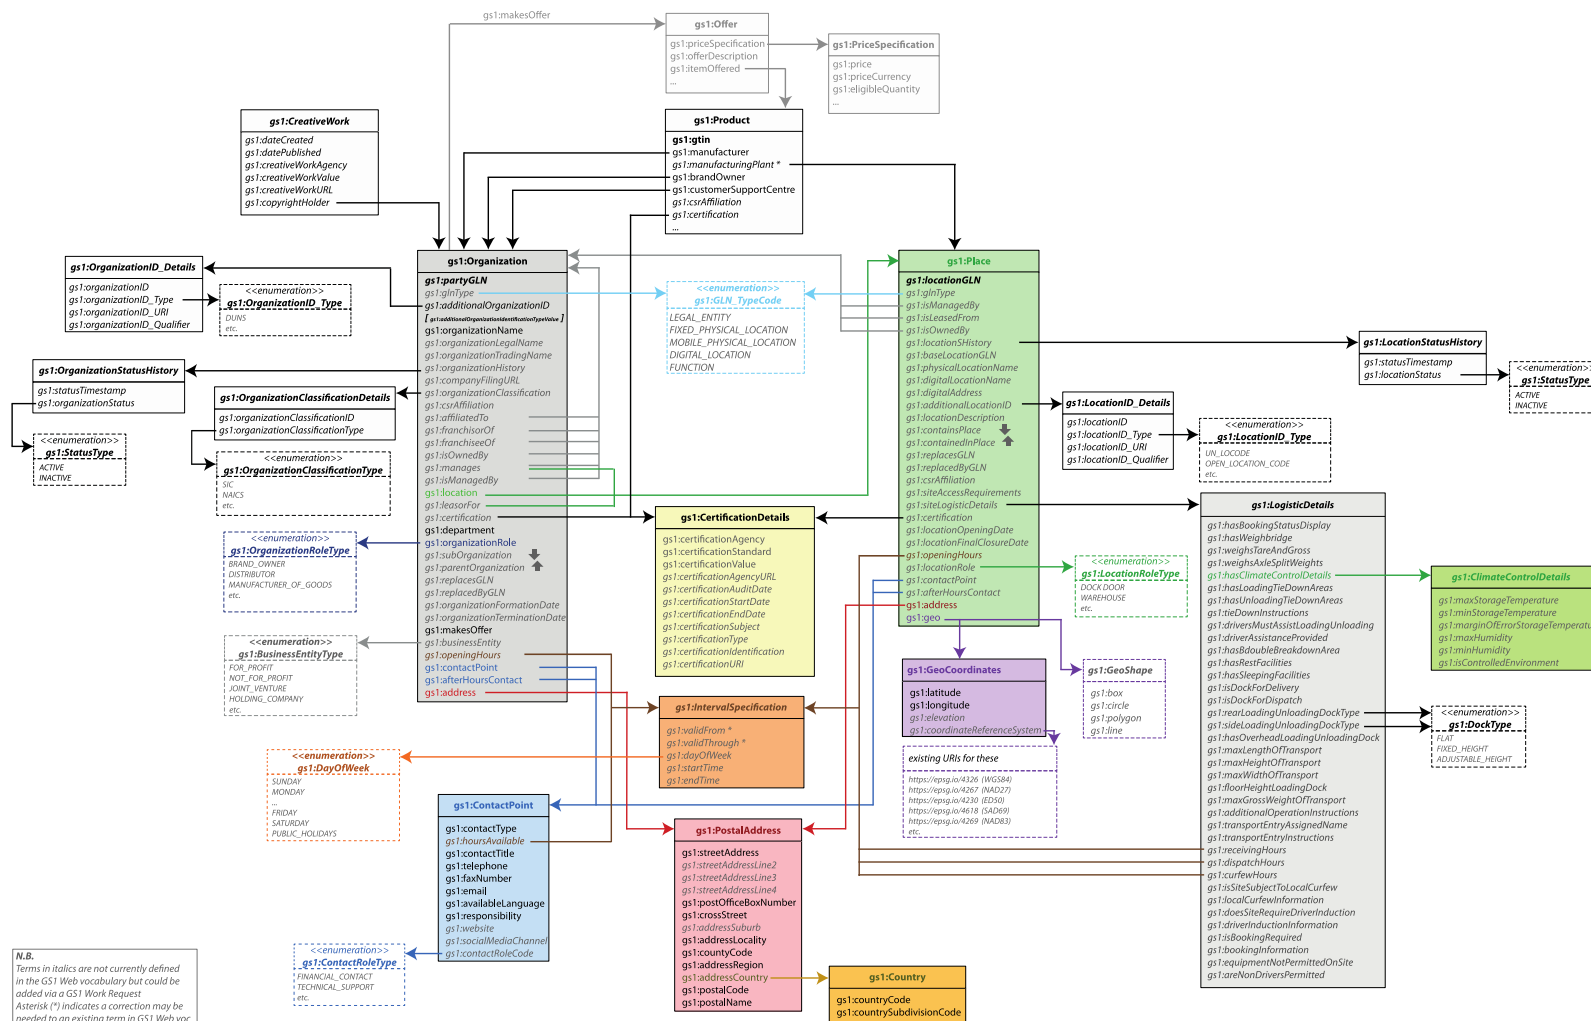 gs1:makesOffer
gs1:Offer
gs1:priceSpecification
gs1:offerDescription
gs1:itemOffered
...
gs1:PriceSpecification
gs1:price
gs1:priceCurrency
gs1:eligibleQuantity
...
gs1:CreativeWork
gs1:dateCreated
gs1:datePublished
gs1:creativeWorkAgency
gs1:creativeWorkValue
gs1:creativeWorkURL
gs1:copyrightHolder
gs1:Product
gs1:gtin
gs1:manufacturer
gs1:manufacturingPlant *
gs1:brandOwner
gs1:customerSupportCentre
gs1:csrAffiliation
gs1:certification
...
gs1:OrganizationID_Details
gs1:organizationID
gs1:organizationID_Type
gs1:organizationID_URI
gs1:organizationID_Qualifier
<<enumeration>>
gs1:OrganizationID_Type
DUNS
etc.
gs1:OrganizationStatusHistory
gs1:statusTimestamp
gs1:organizationStatus
<<enumeration>>
gs1:StatusType
ACTIVE
INACTIVE
gs1:OrganizationClassificationDetails
gs1:organizationClassificationID
gs1:organizationClassificationType
<<enumeration>>
gs1:OrganizationClassificationType
SIC
NAICS
etc.
<<enumeration>>
gs1:OrganizationRoleType
BRAND_OWNER
DISTRIBUTOR
MANUFACTURER_OF_GOODS
etc.
<<enumeration>>
gs1:BusinessEntityType
FOR_PROFIT
NOT_FOR_PROFIT
JOINT_VENTURE
HOLDING_COMPANY
etc.
<<enumeration>>
gs1:DayOfWeek
SUNDAY
MONDAY
...
FRIDAY
SATURDAY
PUBLIC_HOLIDAYS
gs1:Organization
gs1:partyGLN
gs1:glnType
gs1:additionalOrganizationID
[ gs1:additionalOrganizationIdentificationTypeValue ]
gs1:organizationName
gs1:organizationLegalName
gs1:organizationTradingName
gs1:organizationHistory
gs1:companyFilingURL
gs1:organizationClassification
gs1:csrAffiliation
gs1:affiliatedTo
gs1:franchisorOf
gs1:franchiseeOf
gs1:isOwnedBy
gs1:manages
gs1:isManagedBy
gs1:location
gs1:leasorFor
gs1:certification
gs1:department
gs1:organizationRole
gs1:subOrganization
gs1:parentOrganization
gs1:replacesGLN
gs1:replacedByGLN
gs1:organizationFormationDate
gs1:organizationTerminationDate
gs1:makesOffer
gs1:businessEntity
gs1:openingHours
gs1:contactPoint
gs1:afterHoursContact
gs1:address
<<enumeration>>
gs1:GLN_TypeCode
LEGAL_ENTITY
FIXED_PHYSICAL_LOCATION
MOBILE_PHYSICAL_LOCATION
DIGITAL_LOCATION
FUNCTION
gs1:CertificationDetails
gs1:certificationAgency
gs1:certificationStandard
gs1:certificationValue
gs1:certificationAgencyURL
gs1:certificationAuditDate
gs1:certificationStartDate
gs1:certificationEndDate
gs1:certificationSubject
gs1:certificationType
gs1:certificationIdentification
gs1:certificationURI
gs1:IntervalSpecification
gs1:validFrom *
gs1:validThrough *
gs1:dayOfWeek
gs1:startTime
gs1:endTime
gs1:ContactPoint
gs1:contactType
gs1:hoursAvailable
gs1:contactTitle
gs1:telephone
gs1:faxNumber
gs1:email
gs1:availableLanguage
gs1:responsibility
gs1:website
gs1:socialMediaChannel
gs1:contactRoleCode
<<enumeration>>
gs1:ContactRoleType
FINANCIAL_CONTACT
TECHNICAL_SUPPORT
etc.
gs1:PostalAddress
gs1:streetAddress
gs1:streetAddressLine2
gs1:streetAddressLine3
gs1:streetAddressLine4
gs1:postOfficeBoxNumber
gs1:crossStreet
gs1:addressSuburb
gs1:addressLocality
gs1:countyCode
gs1:addressRegion
gs1:addressCountry
gs1:postalCode
gs1:postalName
gs1:Country
gs1:countryCode
gs1:countrySubdivisionCode
gs1:Place
gs1:locationGLN
gs1:glnType
gs1:isManagedBy
gs1:isLeasedFrom
gs1:isOwnedBy
gs1:locationSHistory
gs1:baseLocationGLN
gs1:physicalLocationName
gs1:digitalLocationName
gs1:digitalAddress
gs1:additionalLocationID
gs1:locationDescription
gs1:containsPlace
gs1:containedInPlace
gs1:replacesGLN
gs1:replacedByGLN
gs1:csrAffiliation
gs1:siteAccessRequirements
gs1:siteLogisticDetails
gs1:certification
gs1:locationOpeningDate
gs1:locationFinalClosureDate
gs1:openingHours
gs1:locationRole
gs1:contactPoint
gs1:afterHoursContact
gs1:address
gs1:geo
gs1:GeoCoordinates
gs1:latitude
gs1:longitude
gs1:elevation
gs1:coordinateReferenceSystem
gs1:GeoShape
gs1:box
gs1:circle
gs1:polygon
gs1:line
existing URIs for these
https://epsg.io/4326 (WGS84)
https://epsg.io/4267 (NAD27)
https://epsg.io/4230 (ED50)
https://epsg.io/4618 (SAD69)
https://epsg.io/4269 (NAD83)
etc.
gs1:LocationStatusHistory
gs1:statusTimestamp
gs1:locationStatus
<<enumeration>>
gs1:StatusType
ACTIVE
INACTIVE
gs1:LocationID_Details
gs1:locationID
gs1:locationID_Type
gs1:locationID_URI
gs1:locationID_Qualifier
<<enumeration>>
gs1:LocationID_Type
UN_LOCODE
OPEN_LOCATION_CODE
etc.
<<enumeration>>
gs1:LocationRoleType
DOCK DOOR
WAREHOUSE
etc.
gs1:LogisticDetails
gs1:hasBookingStatusDisplay
gs1:hasWeighbridge
gs1:weighsTareAndGross
gs1:weighsAxleSplitWeights
gs1:hasClimateControlDetails
gs1:hasLoadingTieDownAreas
gs1:hasUnloadingTieDownAreas
gs1:tieDownInstructions
gs1:driversMustAssistLoadingUnloading
gs1:driverAssistanceProvided
gs1:hasBdoubleBreakdownArea
gs1:hasRestFacilities
gs1:hasSleepingFacilities
gs1:isDockForDelivery
gs1:isDockForDispatch
gs1:rearLoadingUnloadingDockType
gs1:sideLoadingUnloadingDockType
gs1:hasOverheadLoadingUnloadingDock
gs1:maxLengthOfTransport
gs1:maxHeightOfTransport
gs1:maxWidthOfTransport
gs1:floorHeightLoadingDock
gs1:maxGrossWeightOfTransport
gs1:additionalOperationInstructions
gs1:transportEntryAssignedName
gs1:transportEntryInstructions
gs1:receivingHours
gs1:dispatchHours
gs1:curfewHours
gs1:isSiteSubjectToLocalCurfew
gs1:localCurfewInformation
gs1:doesSiteRequireDriverInduction
gs1:driverInductionInformation
gs1:isBookingRequired
gs1:bookingInformation
gs1:equipmentNotPermittedOnSite
gs1:areNonDriversPermitted
gs1:ClimateControlDetails
gs1:maxStorageTemperature
gs1:minStorageTemperature
gs1:marginOfErrorStorageTemperatu
gs1:maxHumidity
gs1:minHumidity
gs1:isControlledEnvironment
<<enumeration>>
gs1:DockType
FLAT
FIXED_HEIGHT
ADJUSTABLE_HEIGHT
N.B.
Terms in italics are not currently defined
in the GS1 Web vocabulary but could be
added via a GS1 Work Request
Asterisk (*) indicates a correction may be
needed to an existing term in GS1 Web voc